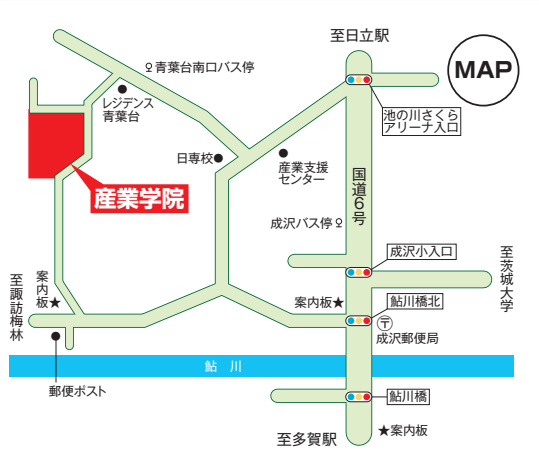 至日立駅
MAP
青葉台南口バス停
レジデンス
青葉台
池の川さくら
アリーナ入口
日専校
産業支援
センター
国道6号
産業学院
成沢バス停
成沢小入口
至茨城大学
案内板★
至諏訪梅林
案内板★
鮎川橋北
〒
成沢郵便局
鮎川
郵便ポスト
鮎川橋
至多賀駅
★案内板